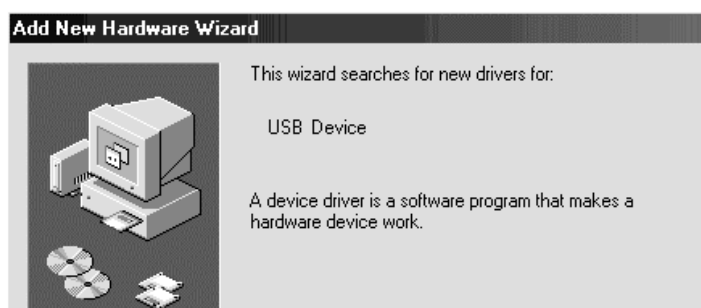 Add New Hardware Wizard
This wizard searches for new drivers for:
USB Device
A device driver is a software program that makes a
hardware device work.